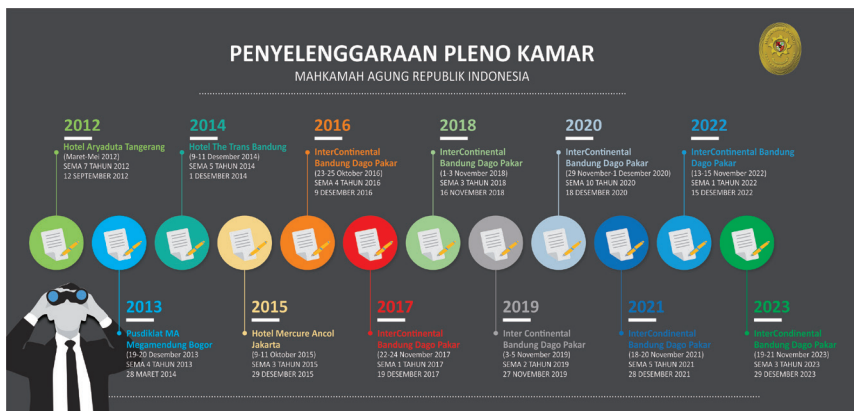 PENYELENGGARAAN PLENO KAMAR
MAHKAMAH AGUNG REPUBLIK INDONESIA
2012
Hotel Aryaduta Tangerang
(Maret-Mei 2012)
SEMA 7 TAHUN 2012
12 SEPTEMBER 2012
2014
Hotel The Trans Bandung
(9-11 Desember 2014)
SEMA 5 TAHUN 2014
1 DESEMBER 2014
2016
InterContinental
Bandung Dago Pakar
(23-25 Oktober 2016)
SEMA 4 TAHUN 2016
9 DESEMBER 2016
2018
InterContinental
Bandung Dago Pakar
(1-3 November 2018)
SEMA 3 TAHUN 2018
16 NOVEMBER 2018
2020
InterContinental
Bandung Dago Pakar
(29 November-1 Desember 2020)
SEMA 10 TAHUN 2020
18 DESEMBER 2020
2022
InterContinental Bandung
Dago Pakar
(13-15 November 2022)
SEMA 1 TAHUN 2022
15 DESEMBER 2022
2013
Pusdiklat MA
Megamendung Bogor
(19-20 Desember 2013
SEMA 4 TAHUN 2013
28 MARET 2014
2015
Hotel Mercure Ancol
Jakarta
(9-11 Oktober 2015)
SEMA 3 TAHUN 2015
29 DESEMBER 2015
2017
InterContinental
Bandung Dago Pakar
(22-24 November 2017
SEMA 1 TAHUN 2017
19 DESEMBER 2017
2019
Inter Continental
Bandung Dago Pakar
(3-5 November 2019)
SEMA 2 TAHUN 2019
27 NOVEMBER 2019
2021
InterCondinental
Bandung Dago Pakar
(18-20 November 2021)
SEMA 5 TAHUN 2021
28 DESEMBER 2021
2023
InterCondinental
Bandung Dago Pakar
(19-21 November 2023)
SEMA 3 TAHUN 2023
29 DESEMBER 2023